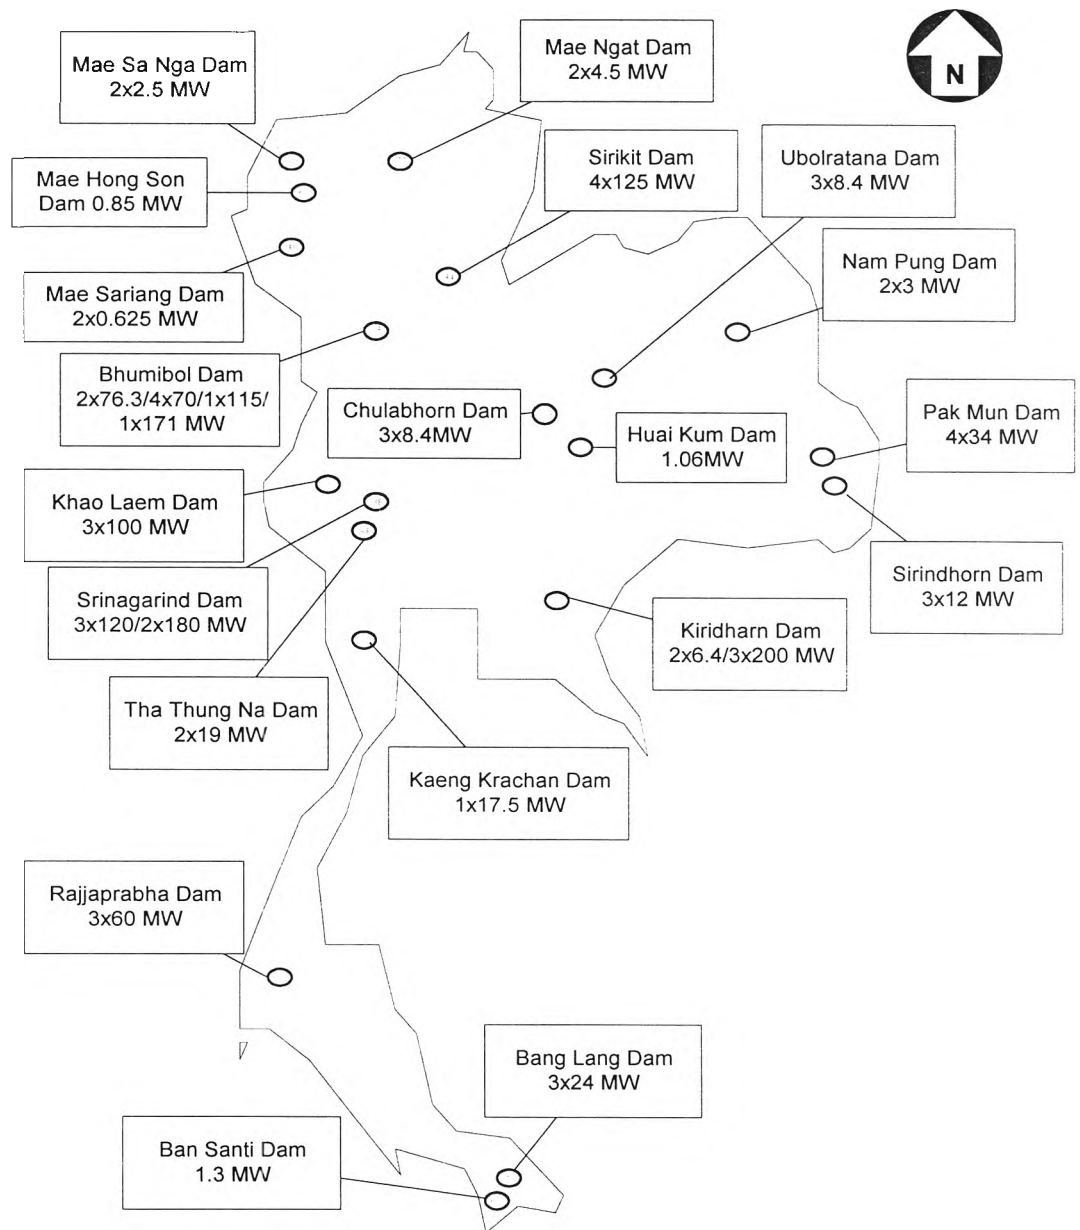 Mae Sa Nga Dam
2x2.5 MW
Mae Ngat Dam
2x4.5 MW
N
Mae Hong Son
Dam 0.85 MW
Sirikit Dam
4x125 MW
Ubolratana Dam
3x8.4 MW
Nam Pung Dam
2x3 MW
Mae Sariang Dam
2x0.625 MW
Bhumibol Dam
2x76.3/4x70/1x115/
1x171 MW
Chulabhorn Dam
3x8.4MW
Huai Kum Dam
1.06MW
Pak Mun Dam
4x34 MW
Khao Laem Dam
3x100 MW
Srinagarind Dam
3x120/2x180 MW
Sirindhorn Dam
3x12 MW
Kiridharn Dam
2x6.4/3x200 MW
Tha Thung Na Dam
2x19 MW
Kaeng Krachan Dam
1x17.5 MW
Rajjaprabha Dam
3x60 MW
Bang Lang Dam
3x24 MW
Ban Santi Dam
1.3 MW